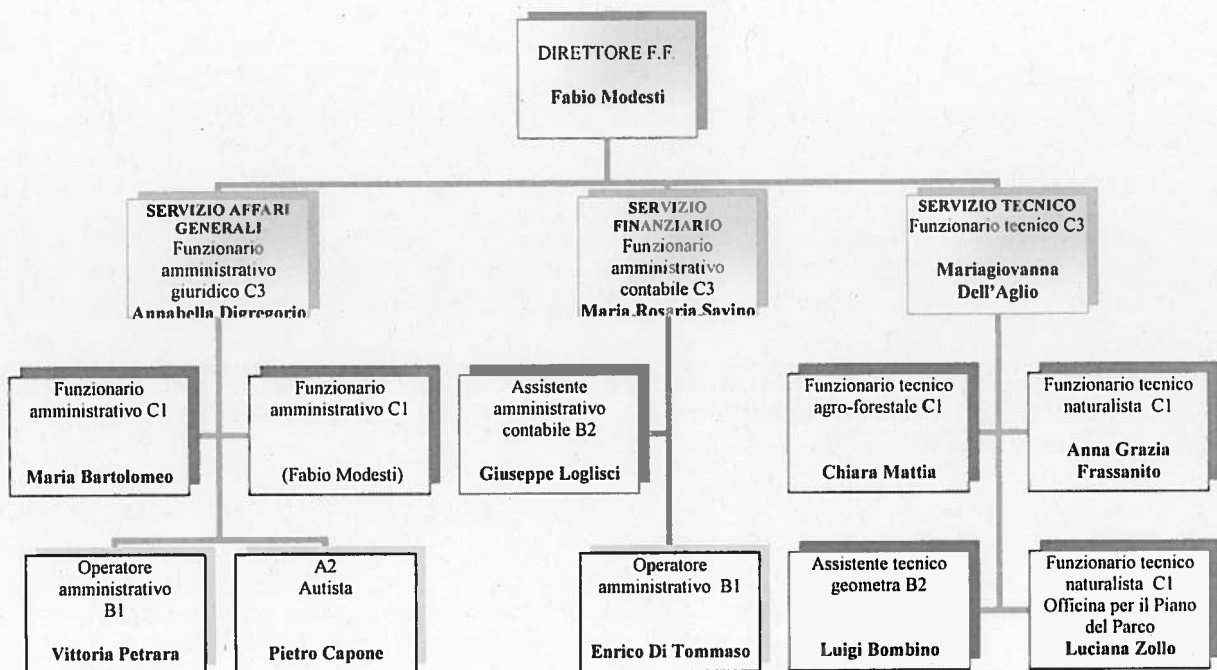 DIRETTORE F.F.
Fabio Modesti
SERVIZIO AFFARI
GENERALI
Funzionario
amministrativo
giuridico C3
Annabella Digregorio
SERVIZIO
FINANZIARIO
Funzionario
amministrativo
contabile C3
Maria Rosaria Savino
SERVIZIO TECNICO
Funzionario tecnico C3
Mariagiovanna
Dell'Aglio
Funzionario
amministrativo C1
Maria Bartolomeo
Funzionario
amministrativo C1
(Fabio Modesti)
Assistente
amministrativo
contabile B2
Giuseppe Loglisci
Funzionario tecnico
agro-forestale C1
Chiara Mattia
Funzionario tecnico
naturalista C1
Anna Grazia
Frassanito
Operatore
amministrativo
B1
Vittoria Petrara
A2
Autista
Pietro Capone
Operatore
amministrativo B1
Enrico Di Tommaso
Assistente tecnico
geometra B2
Luigi Bombino
Funzionario tecnico
naturalista C1
Officina per il Piano
del Parco
Luciana Zollo